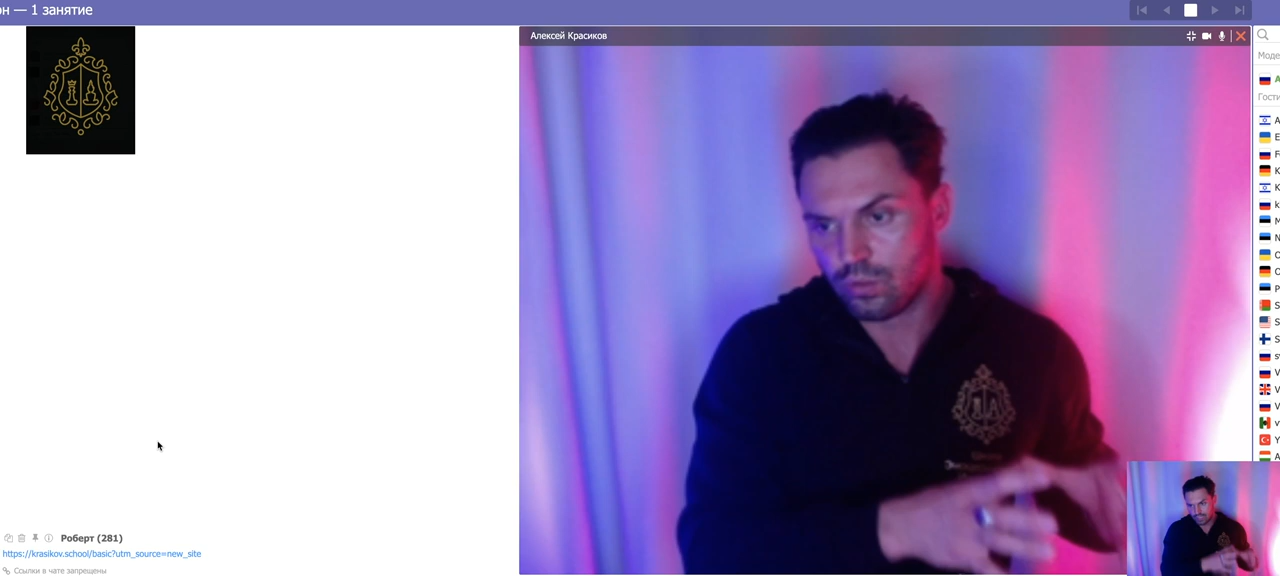 он — 1 занятие
Алексей Красиков
Моде
А
Гости
A
E
F
K
K
k
M
N
O
O
P
S
S
S
s
V
V
V
v
Y
A
Роберт (281)
https://krasikov.school/basic?utm_source=new_site
Ссылки в чате запрещены